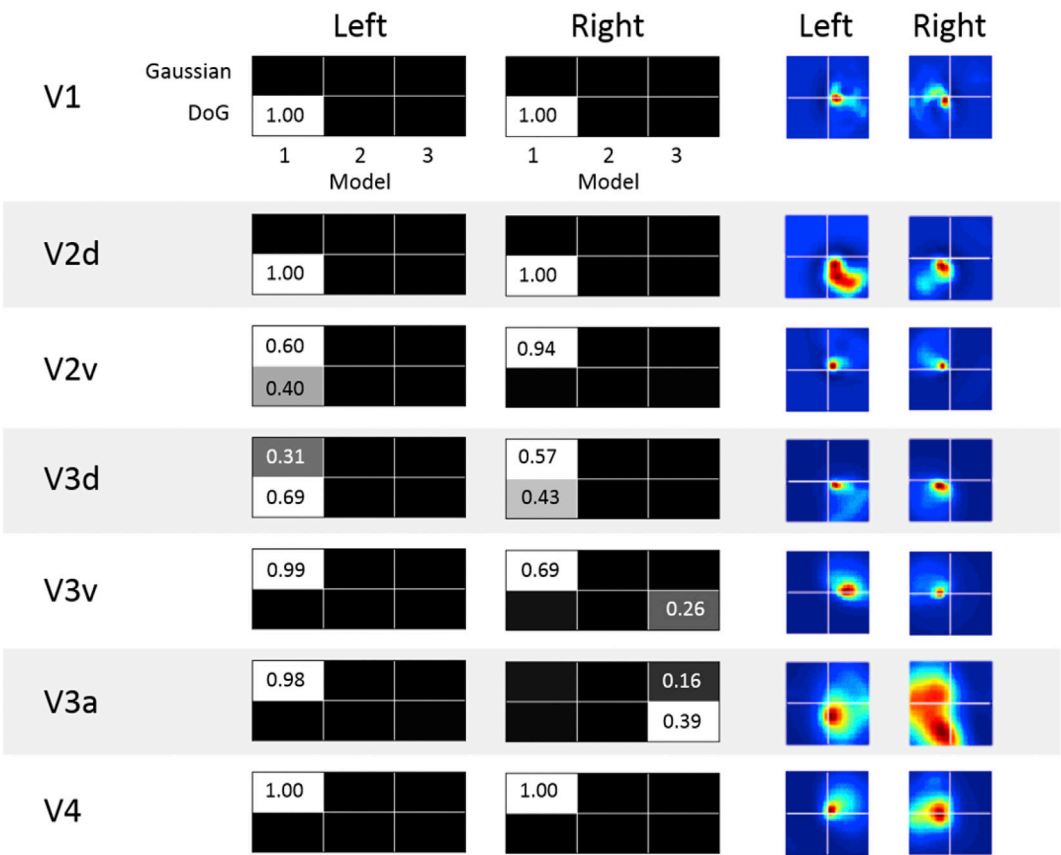 Left Right Left Right
V1
Gaussian
DoG
1.00 1.00
1 2 3 1 2 3
Model Model
V2d
1.00 1.00
V2v
0.60 0.94
0.40
V3d
0.31 0.57
0.69 0.43
V3v
0.99 0.69
0.26
V3a
0.98 0.16
0.39
V4
1.00 1.00